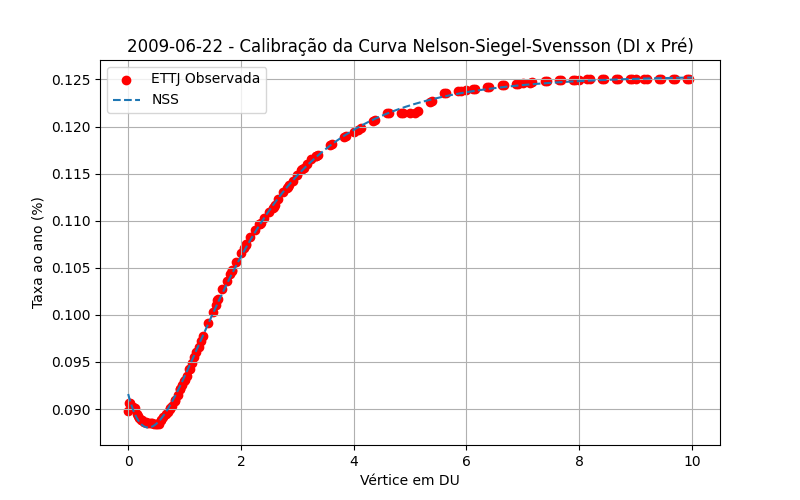 2009-06-22 - Calibração da Curva Nelson-Siegel-Svensson (DI x Pré)
ETTJ Observada
NSS
Taxa ao ano (%)
0.125
0.120
0.115
0.110
0.105
0.100
0.095
0.090
0 2 4 6 8 10
Vértice em DU